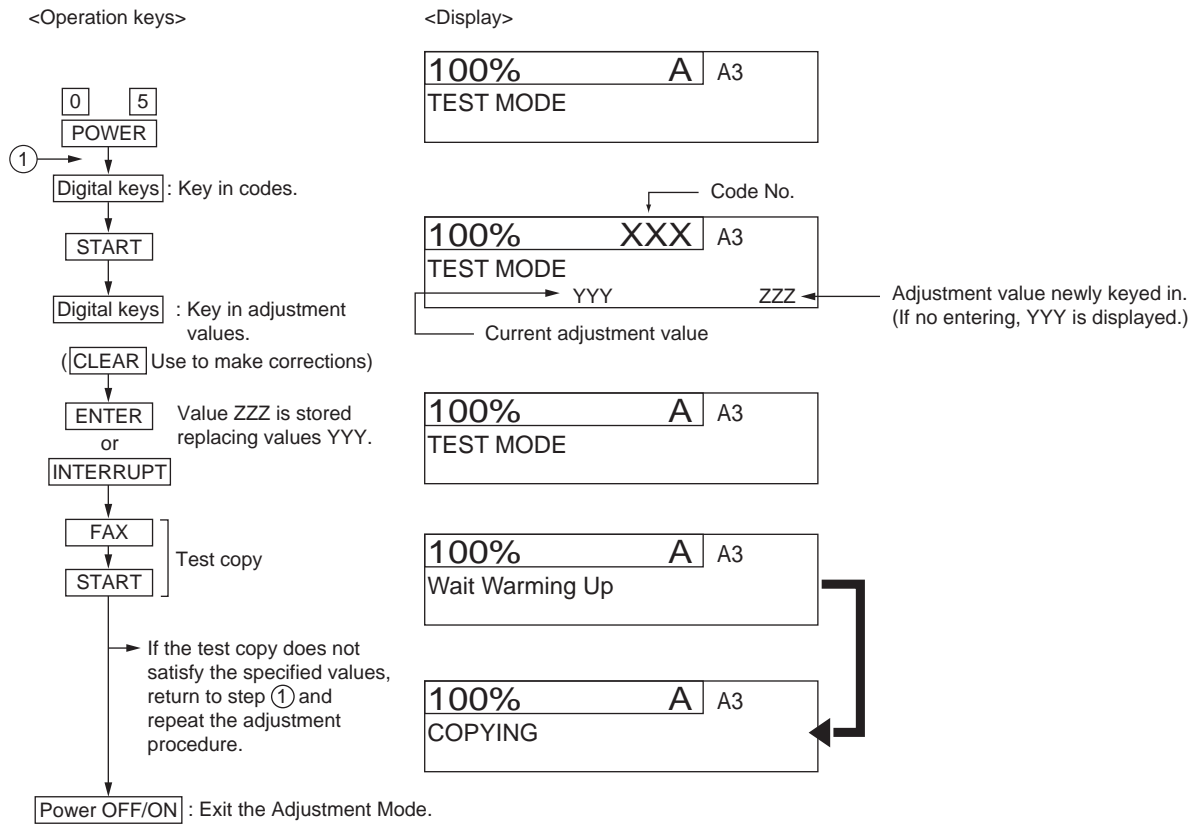 <Operation keys>
<Display>
0 5
POWER
1
Digital keys : Key in codes.
START
Digital keys : Key in adjustment
values.
(CLEAR Use to make corrections)
ENTER
or
INTERRUPT
Value ZZZ is stored
replacing values YYY.
FAX
START
Test copy
If the test copy does not
satisfy the specified values,
return to step 1 and
repeat the adjustment
procedure.
Power OFF/ON : Exit the Adjustment Mode.
100% A A3
TEST MODE
Code No.
100% XXX A3
TEST MODE
YYY ZZZ
Current adjustment value
Adjustment value newly keyed in.
(If no entering, YYY is displayed.)
100% A A3
TEST MODE
100% A A3
Wait Warming Up
100% A A3
COPYING